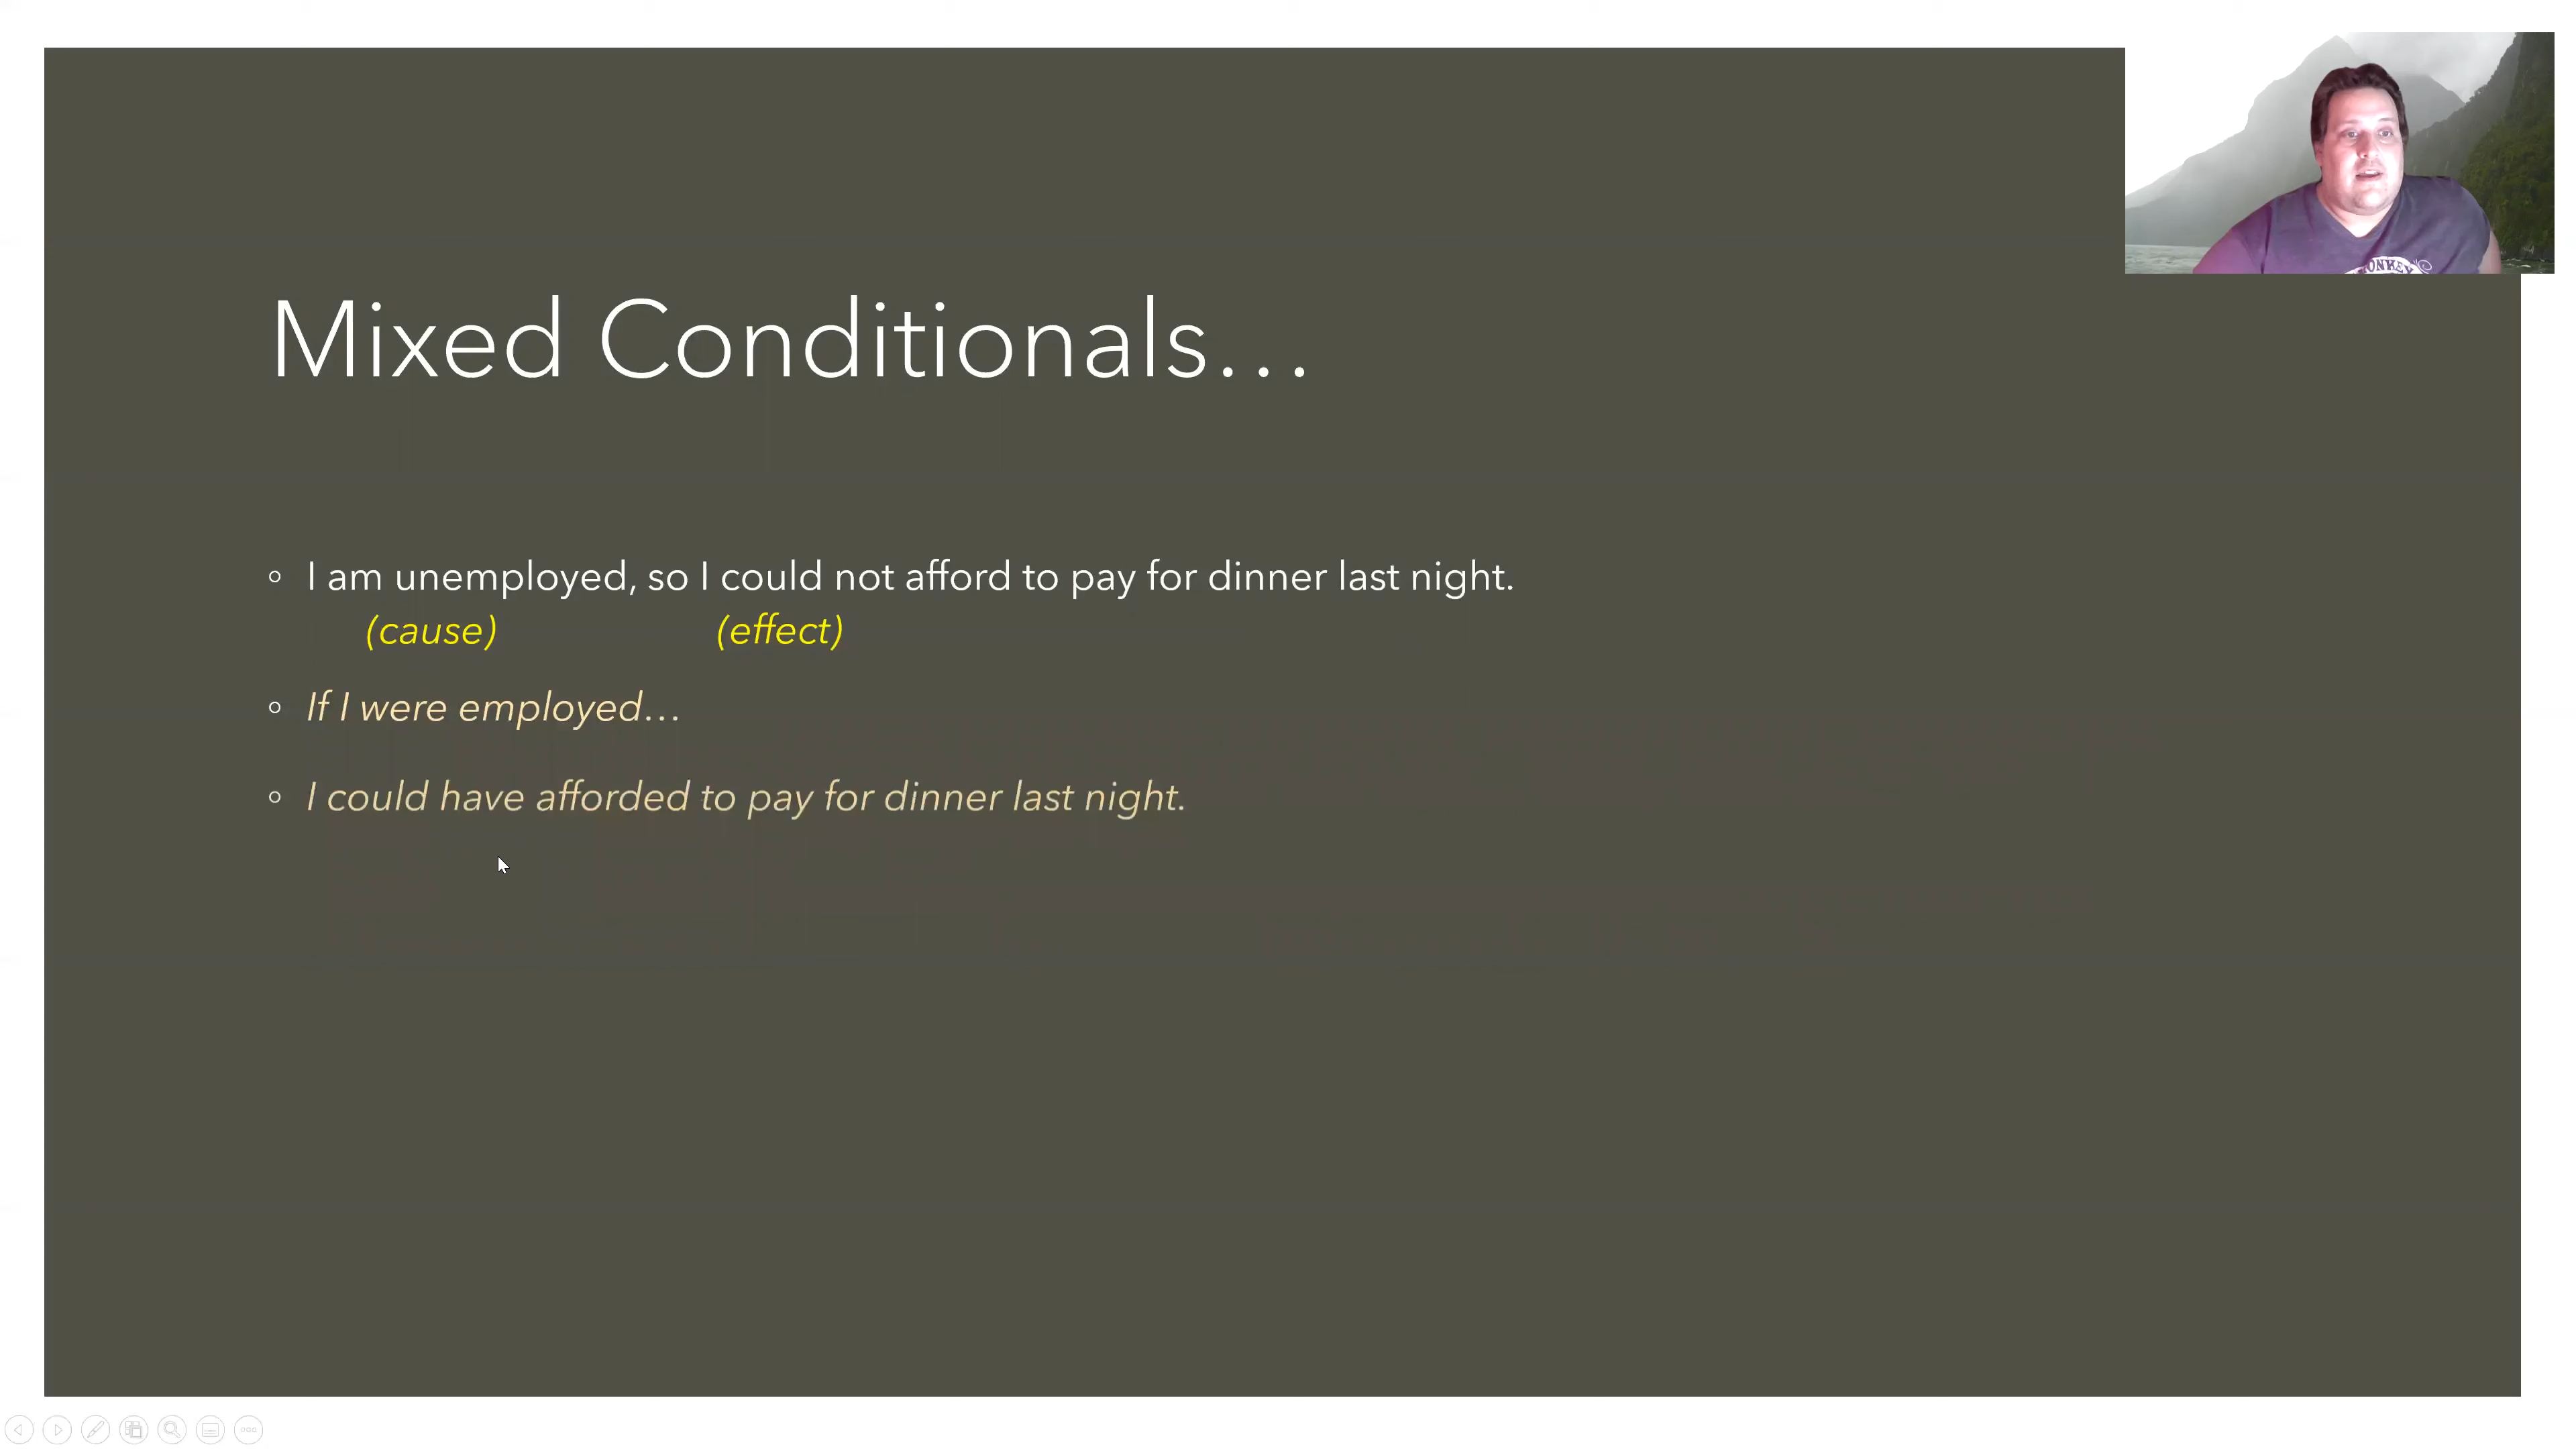 Mixed Conditionals...
I am unemployed, so I could not afford to pay for dinner last night.
(cause) (effect)
If I were employed...
I could have afforded to pay for dinner last night.